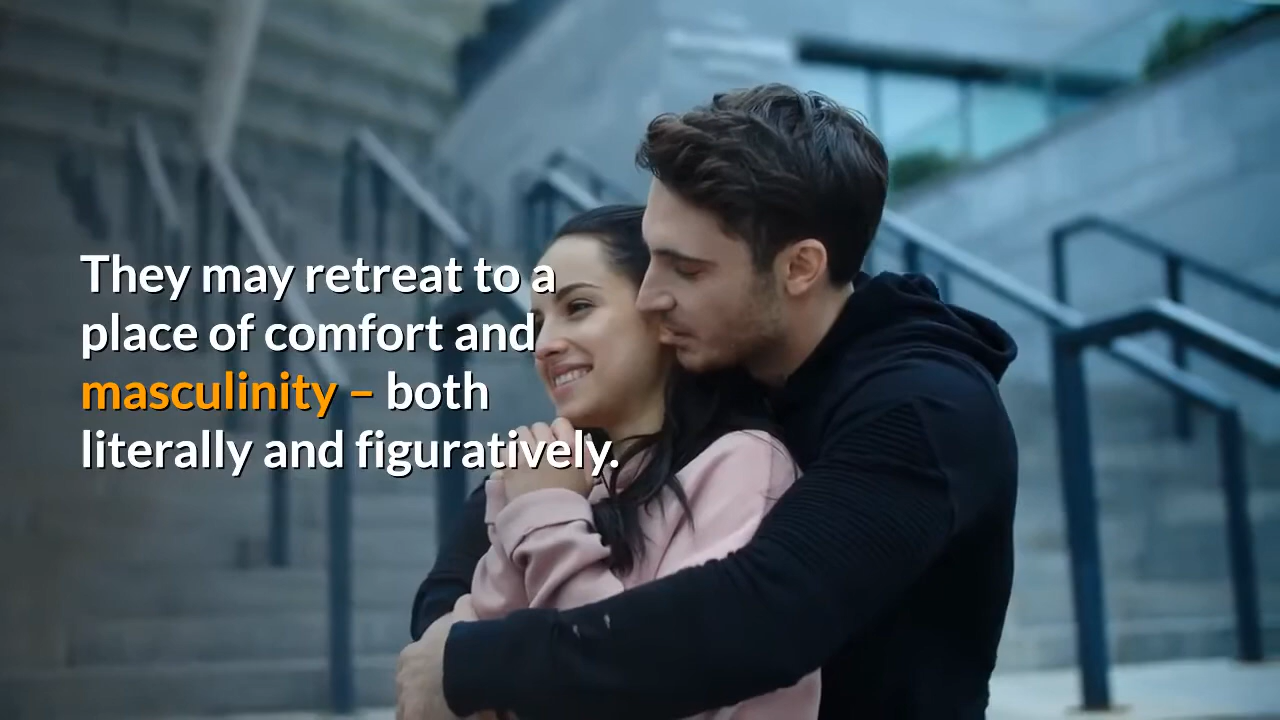 They may retreat to a
place of comfort and
masculinity – both
literally and figuratively.